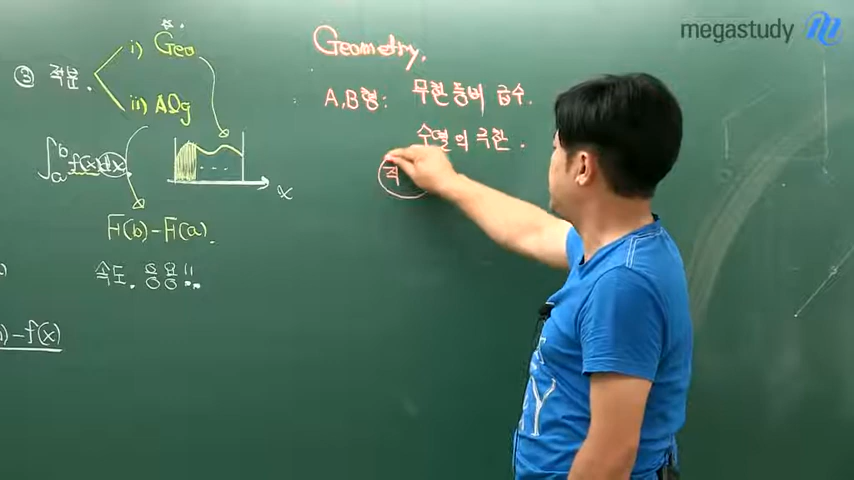 megastudy
③ 적분.
i) Geo
ii) Alg
∫ₐᵇ f(x)dx
x
F(b)-F(a).
속도. 응용!!
-f(x)
Geometry.
A,B형: 무한등비 급수.
수열의 극한.